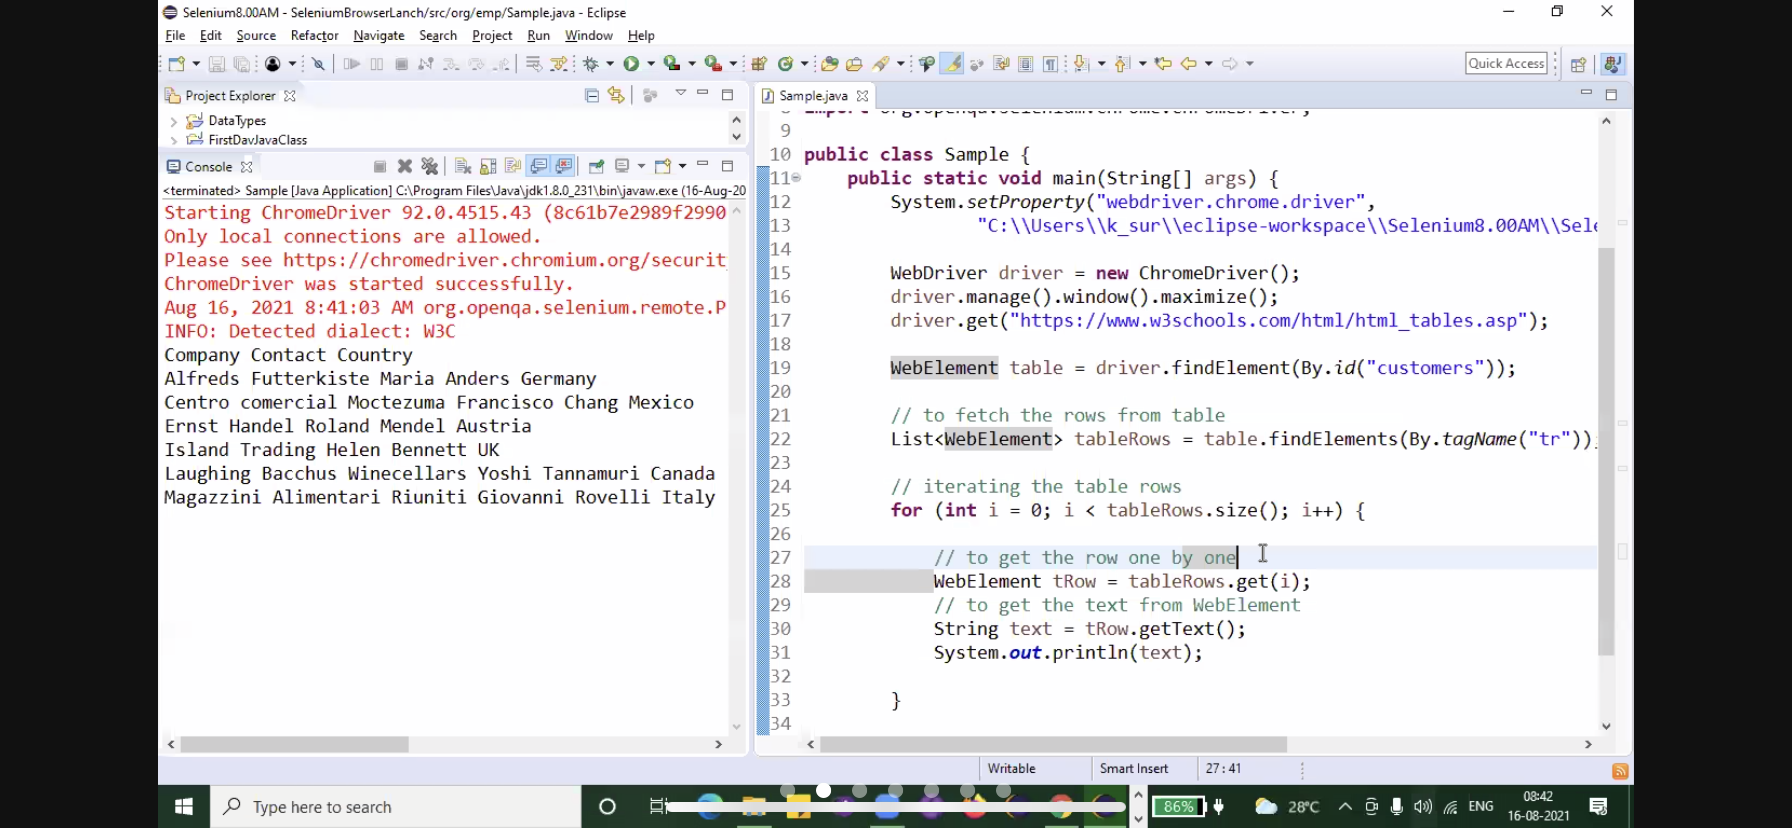 Selenium8.00AM - SeleniumBrowserLanch/src/org/emp/Sample.java - Eclipse
File Edit Source Refactor Navigate Search Project Run Window Help
Quick Access
Project Explorer
DataTypes
FirstDayJavaClass
Console
<terminated> Sample [Java Application] C:\Program Files\Java\jdk1.8.0_231\bin\javaw.exe (16-Aug-20
Starting ChromeDriver 92.0.4515.43 (8c61b7e2989f2990
Only local connections are allowed.
Please see https://chromedriver.chromium.org/securit
ChromeDriver was started successfully.
Aug 16, 2021 8:41:03 AM org.openqa.selenium.remote.P
INFO: Detected dialect: W3C
Company Contact Country
Alfreds Futterkiste Maria Anders Germany
Centro comercial Moctezuma Francisco Chang Mexico
Ernst Handel Roland Mendel Austria
Island Trading Helen Bennett UK
Laughing Bacchus Winecellars Yoshi Tannamuri Canada
Magazzini Alimentari Riuniti Giovanni Rovelli Italy
Sample.java
8 import org.openqa.selenium.chrome.ChromeDriver;
9
10 public class Sample {
11 public static void main(String[] args) {
12 System.setProperty("webdriver.chrome.driver",
13 "C:\\Users\\k_sur\\eclipse-workspace\\Selenium8.00AM\\Sele
14
15 WebDriver driver = new ChromeDriver();
16 driver.manage().window().maximize();
17 driver.get("https://www.w3schools.com/html/html_tables.asp");
18
19 WebElement table = driver.findElement(By.id("customers"));
20
21 // to fetch the rows from table
22 List<WebElement> tableRows = table.findElements(By.tagName("tr"));
23
24 // iterating the table rows
25 for (int i = 0; i < tableRows.size(); i++) {
26
27 // to get the row one by one
28 WebElement tRow = tableRows.get(i);
29 // to get the text from WebElement
30 String text = tRow.getText();
31 System.out.println(text);
32
33 }
34
Writable Smart Insert 27:41
Type here to search
86% 28°C ENG 08:42
16-08-2021